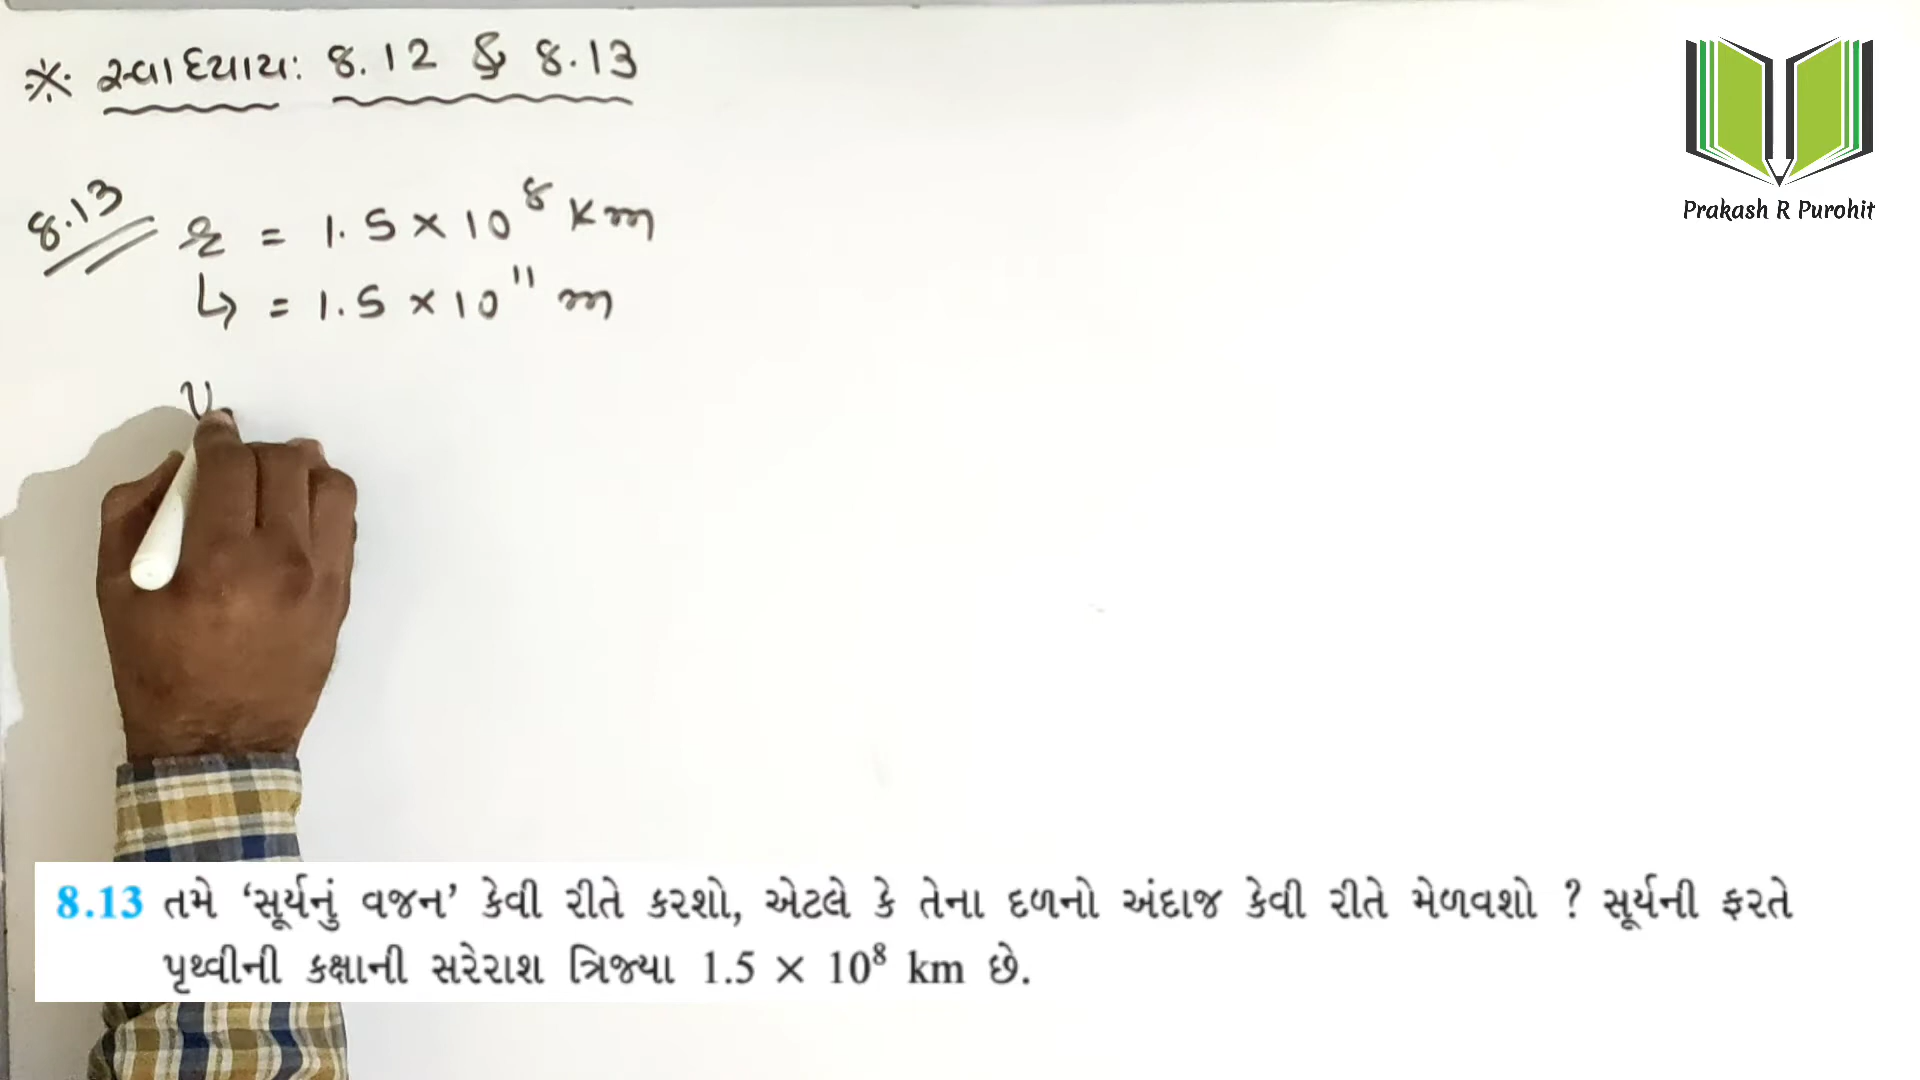 ※ સ્વાધ્યાય: 8.12 & 8.13
Prakash R Purohit
8.13 r = 1.5 × 10⁸ km
↳ = 1.5 × 10¹¹ m
8.13 તમે ‘સૂર્યનું વજન’ કેવી રીતે કરશો, એટલે કે તેના દળનો અંદાજ કેવી રીતે મેળવશો ? સૂર્યની ફરતે
પૃથ્વીની કક્ષાની સરેરાશ ત્રિજ્યા 1.5 × 10⁸ km છે.